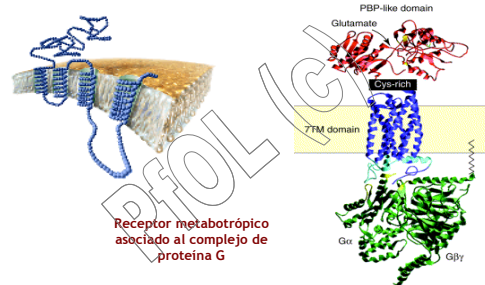 PBP-like domain
Glutamate
Cys-rich
7TM domain
PfOL (c)
Receptor metabotrópico
asociado al complejo de
proteína G
Gα
Gβγ